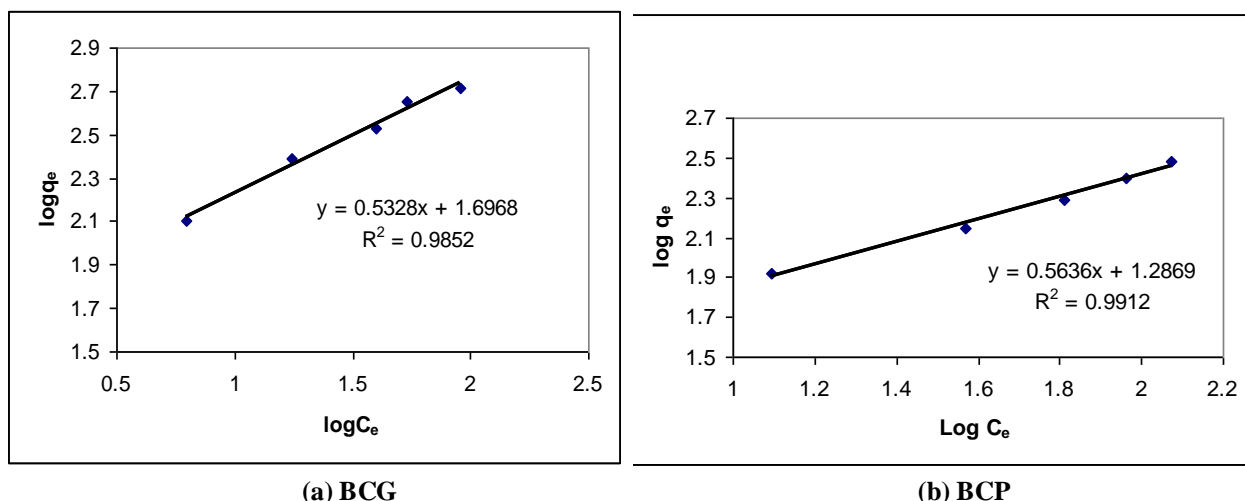 2.9
2.7
2.5
2.3
2.1
1.9
1.7
1.5
logqₑ
y = 0.5328x + 1.6968
R² = 0.9852
0.5 1 1.5 2 2.5
logCₑ
(a) BCG
2.7
2.5
2.3
2.1
1.9
1.7
1.5
log qₑ
y = 0.5636x + 1.2869
R² = 0.9912
1 1.2 1.4 1.6 1.8 2 2.2
Log Cₑ
(b) BCP